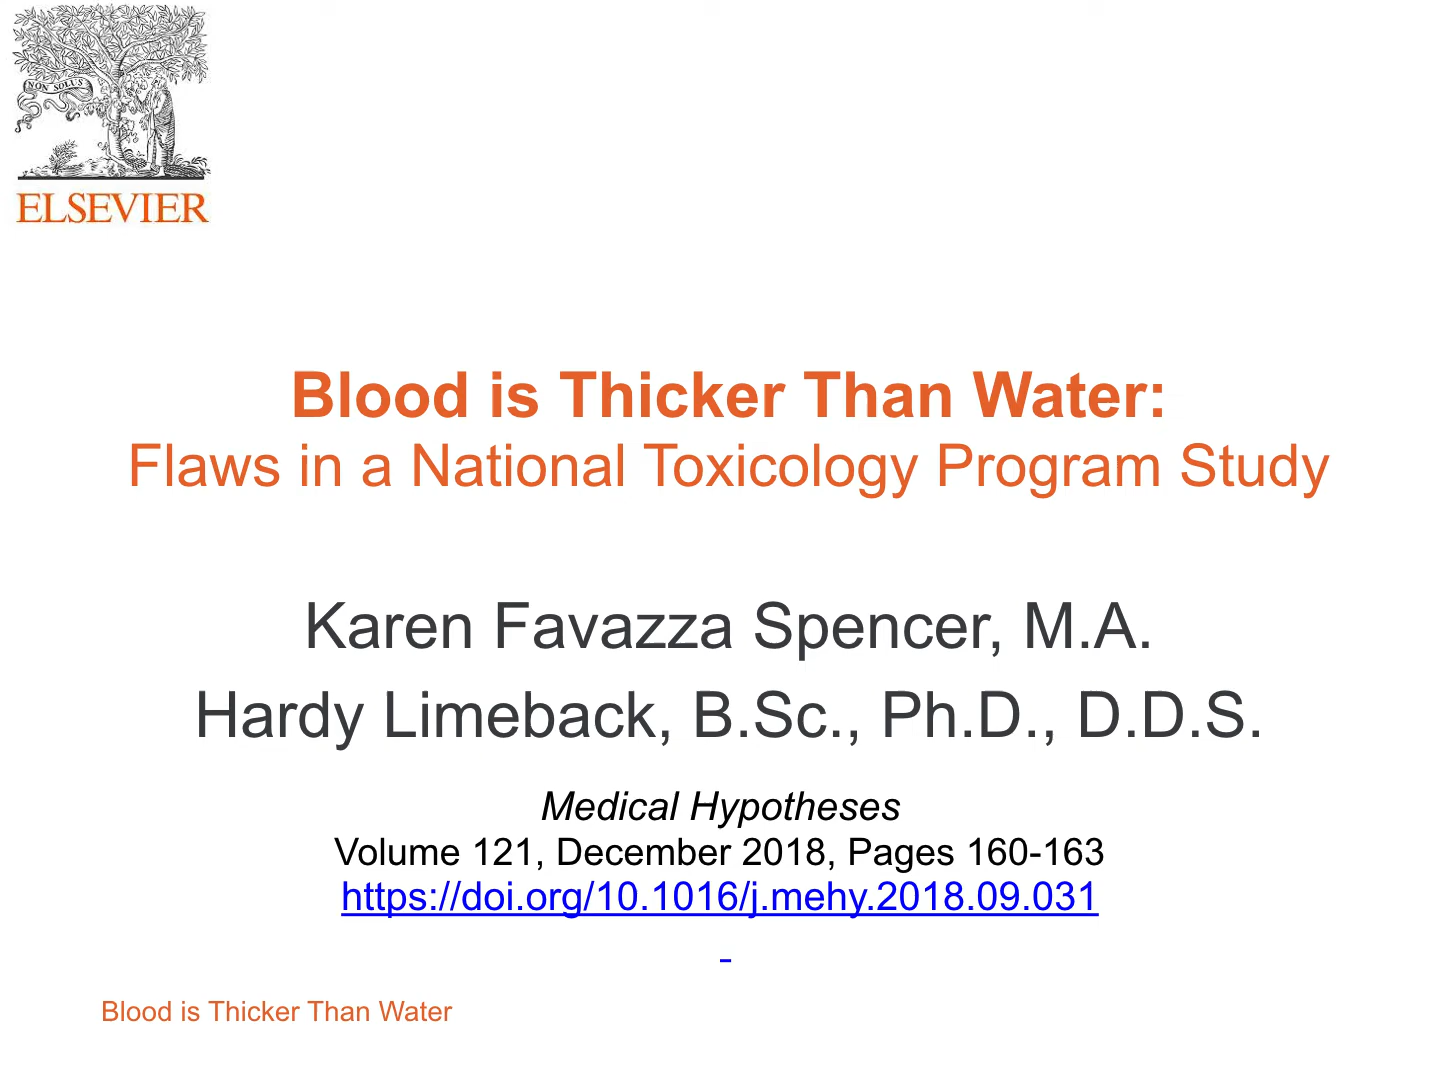 NON SOLUS
ELSEVIER
Blood is Thicker Than Water:
Flaws in a National Toxicology Program Study
Karen Favazza Spencer, M.A.
Hardy Limeback, B.Sc., Ph.D., D.D.S.
Medical Hypotheses
Volume 121, December 2018, Pages 160-163
https://doi.org/10.1016/j.mehy.2018.09.031
Blood is Thicker Than Water